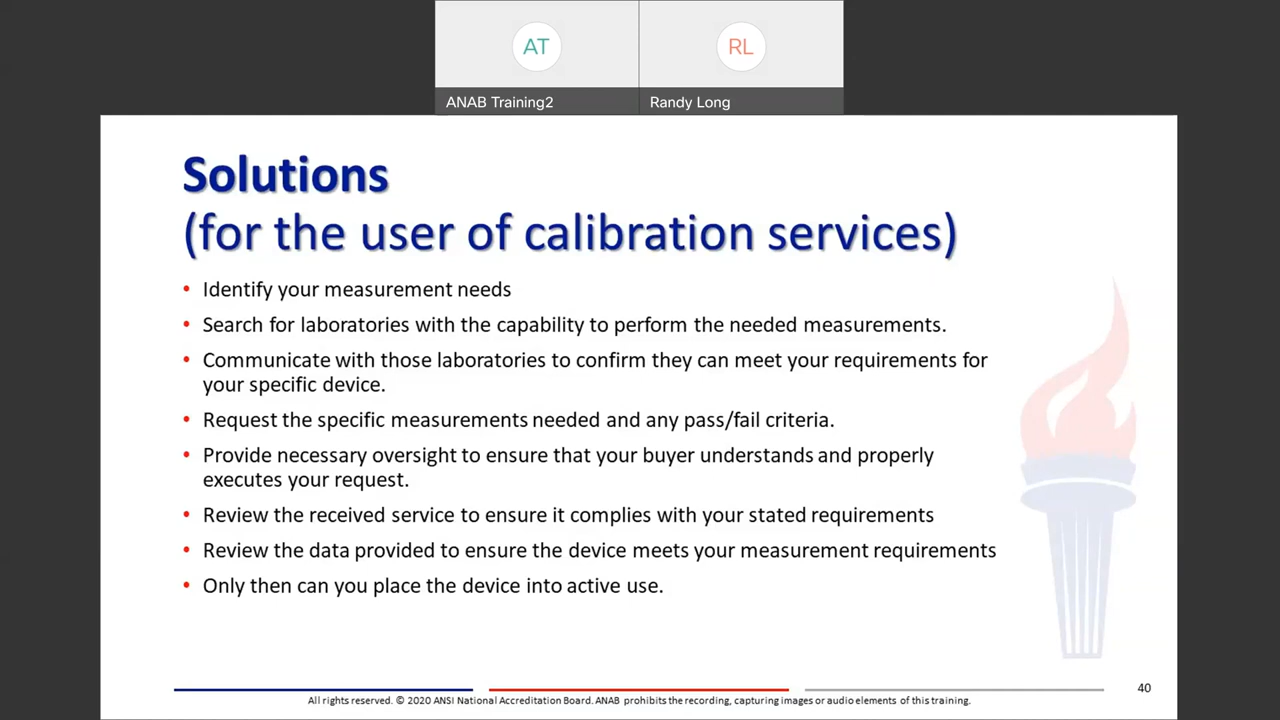 AT
RL
ANAB Training2
Randy Long
Solutions
(for the user of calibration services)
• Identify your measurement needs
• Search for laboratories with the capability to perform the needed measurements.
• Communicate with those laboratories to confirm they can meet your requirements for
your specific device.
• Request the specific measurements needed and any pass/fail criteria.
• Provide necessary oversight to ensure that your buyer understands and properly
executes your request.
• Review the received service to ensure it complies with your stated requirements
• Review the data provided to ensure the device meets your measurement requirements
• Only then can you place the device into active use.
40
All rights reserved. © 2020 ANSI National Accreditation Board. ANAB prohibits the recording, capturing images or audio elements of this training.